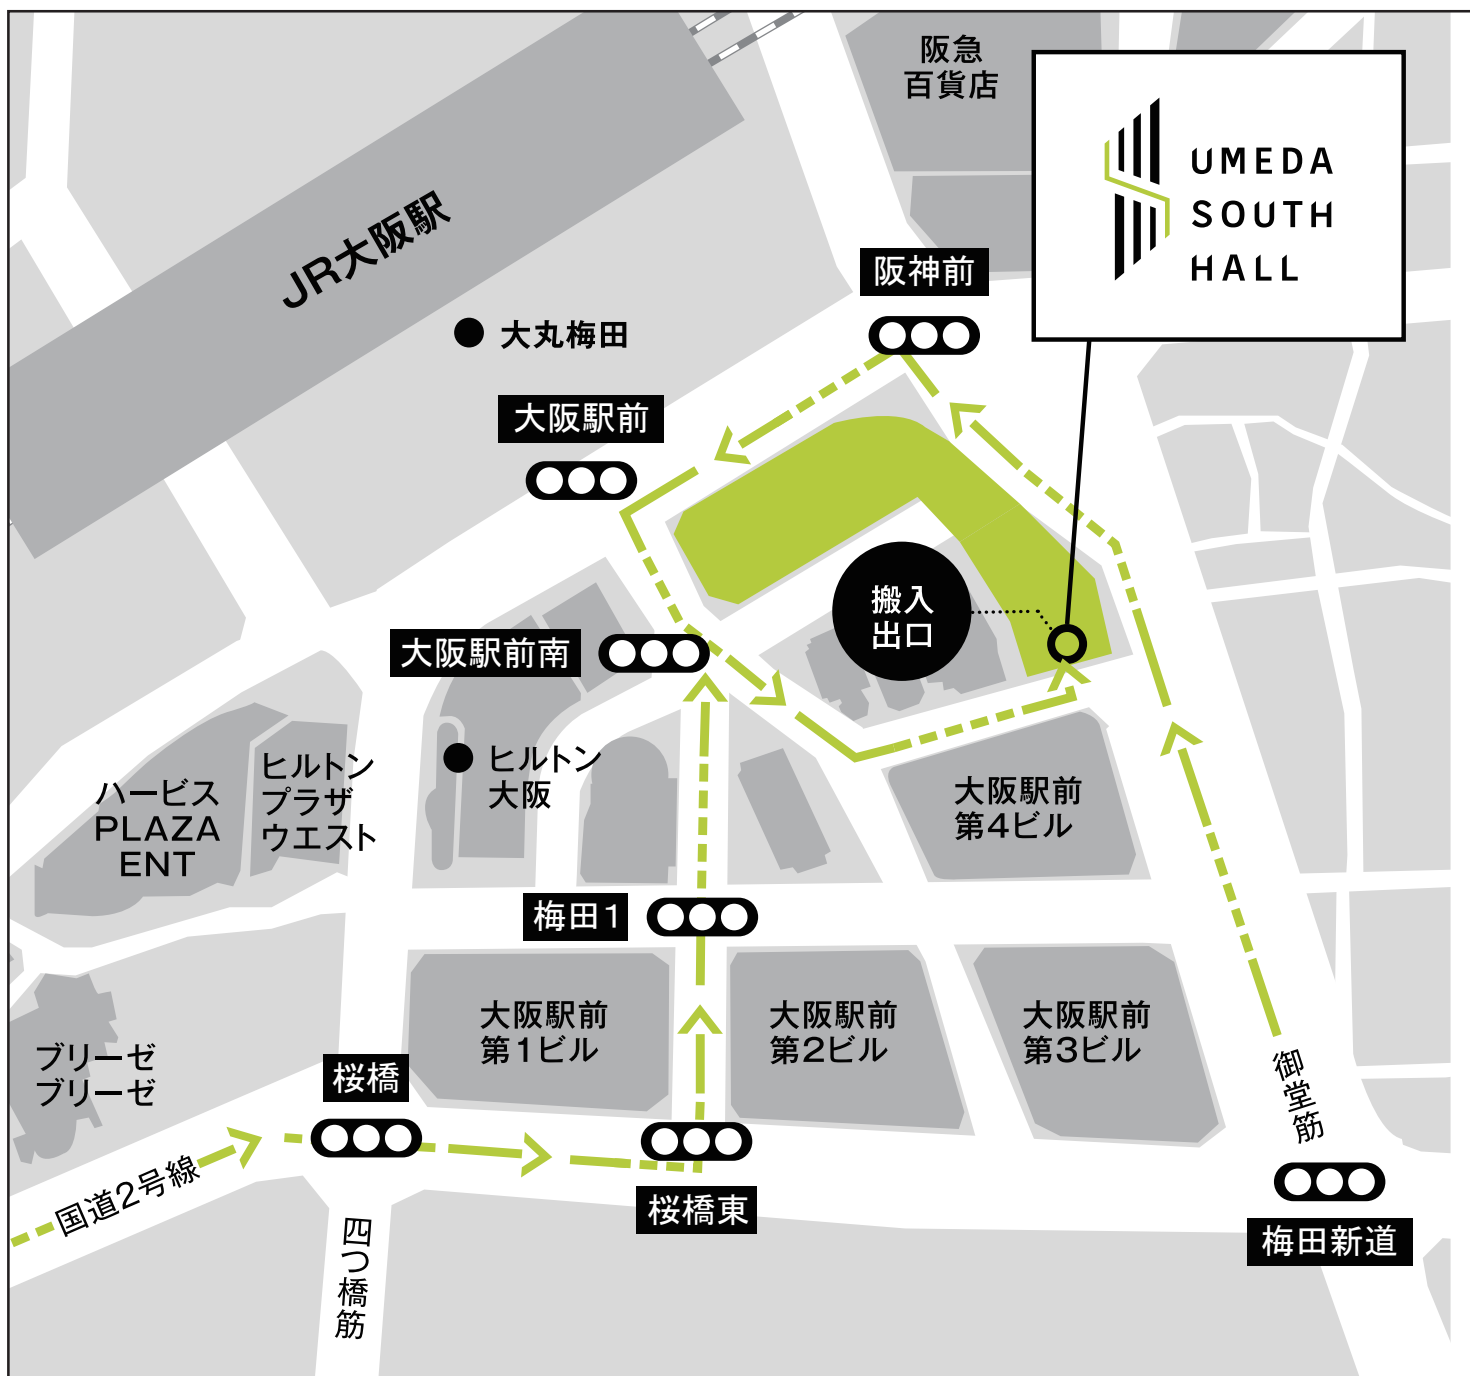 阪急
百貨店
UMEDA
SOUTH
HALL
JR大阪駅
阪神前
大丸梅田
大阪駅前
搬入
出口
大阪駅前南
ヒルトン
プラザ
ウエスト
ハービス
PLAZA
ENT
ヒルトン
大阪
大阪駅前
第4ビル
梅田1
大阪駅前
第1ビル
大阪駅前
第2ビル
大阪駅前
第3ビル
ブリーゼ
ブリーゼ
桜橋
御堂筋
国道2号線
桜橋東
四つ橋筋
梅田新道